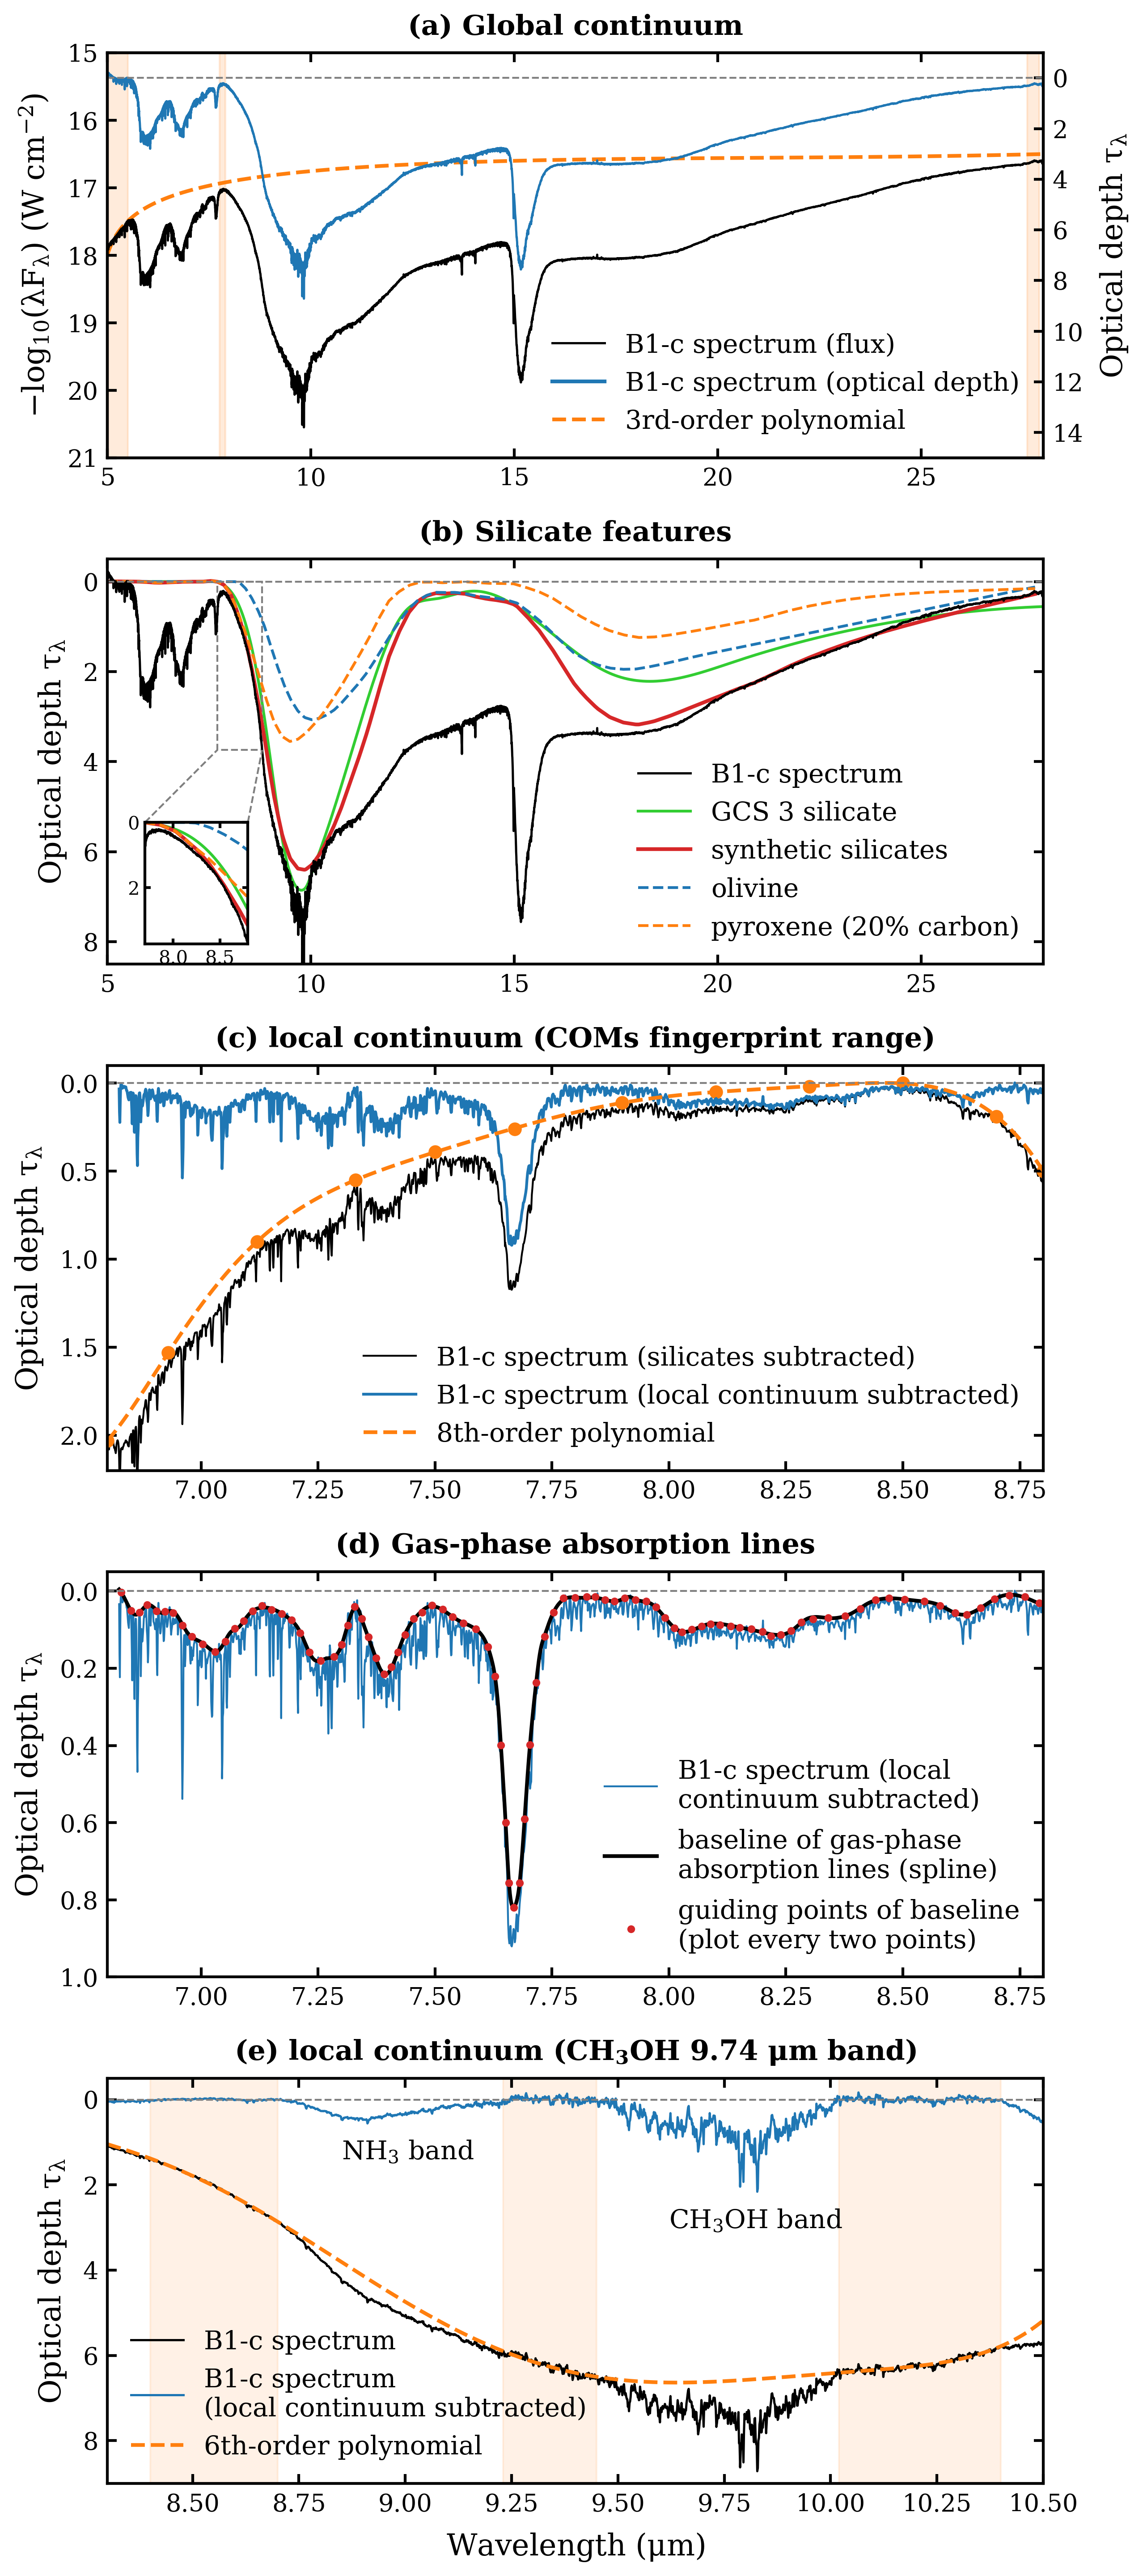 (a) Global continuum
15
16
17
18
19
20
21
−log₁₀(λF_λ) (W cm⁻²)
0
2
4
6
8
10
12
14
Optical depth τ_λ
B1-c spectrum (flux)
B1-c spectrum (optical depth)
3rd-order polynomial
5 10 15 20 25
(b) Silicate features
0
2
4
6
8
Optical depth τ_λ
B1-c spectrum
GCS 3 silicate
synthetic silicates
olivine
pyroxene (20% carbon)
0
2
8.0 8.5
5 10 15 20 25
(c) local continuum (COMs fingerprint range)
0.0
0.5
1.0
1.5
2.0
Optical depth τ_λ
B1-c spectrum (silicates subtracted)
B1-c spectrum (local continuum subtracted)
8th-order polynomial
7.00 7.25 7.50 7.75 8.00 8.25 8.50 8.75
(d) Gas-phase absorption lines
0.0
0.2
0.4
0.6
0.8
1.0
Optical depth τ_λ
B1-c spectrum (local
continuum subtracted)
baseline of gas-phase
absorption lines (spline)
guiding points of baseline
(plot every two points)
7.00 7.25 7.50 7.75 8.00 8.25 8.50 8.75
(e) local continuum (CH₃OH 9.74 μm band)
0
2
4
6
8
Optical depth τ_λ
NH₃ band
CH₃OH band
B1-c spectrum
B1-c spectrum
(local continuum subtracted)
6th-order polynomial
8.50 8.75 9.00 9.25 9.50 9.75 10.00 10.25 10.50
Wavelength (μm)